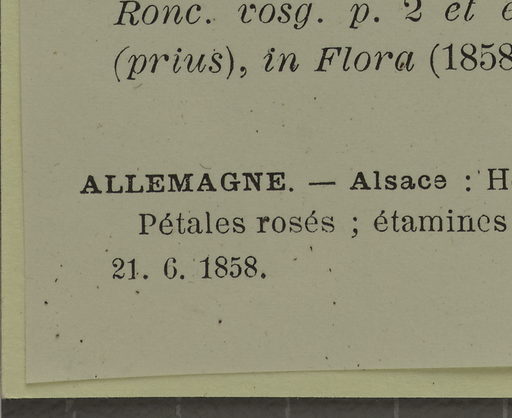 Ronc. vosg. p. 2 et
(prius), in Flora (1858
ALLEMAGNE. — Alsace : H
Pétales rosés ; étamines
21. 6. 1858.